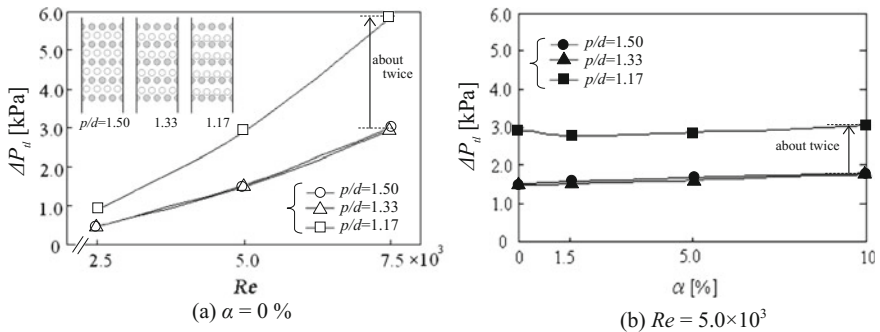 6.0
5.0
4.0
3.0
2.0
1.0
0
ΔP_tl [kPa]
p/d=1.50 1.33 1.17
about
twice
p/d=1.50
p/d=1.33
p/d=1.17
2.5 5.0 7.5 ×10³
Re
(a) α = 0 %
6.0
5.0
4.0
3.0
2.0
1.0
0
ΔP_tl [kPa]
p/d=1.50
p/d=1.33
p/d=1.17
about twice
0 1.5 5.0 10
α [%]
(b) Re = 5.0×10³